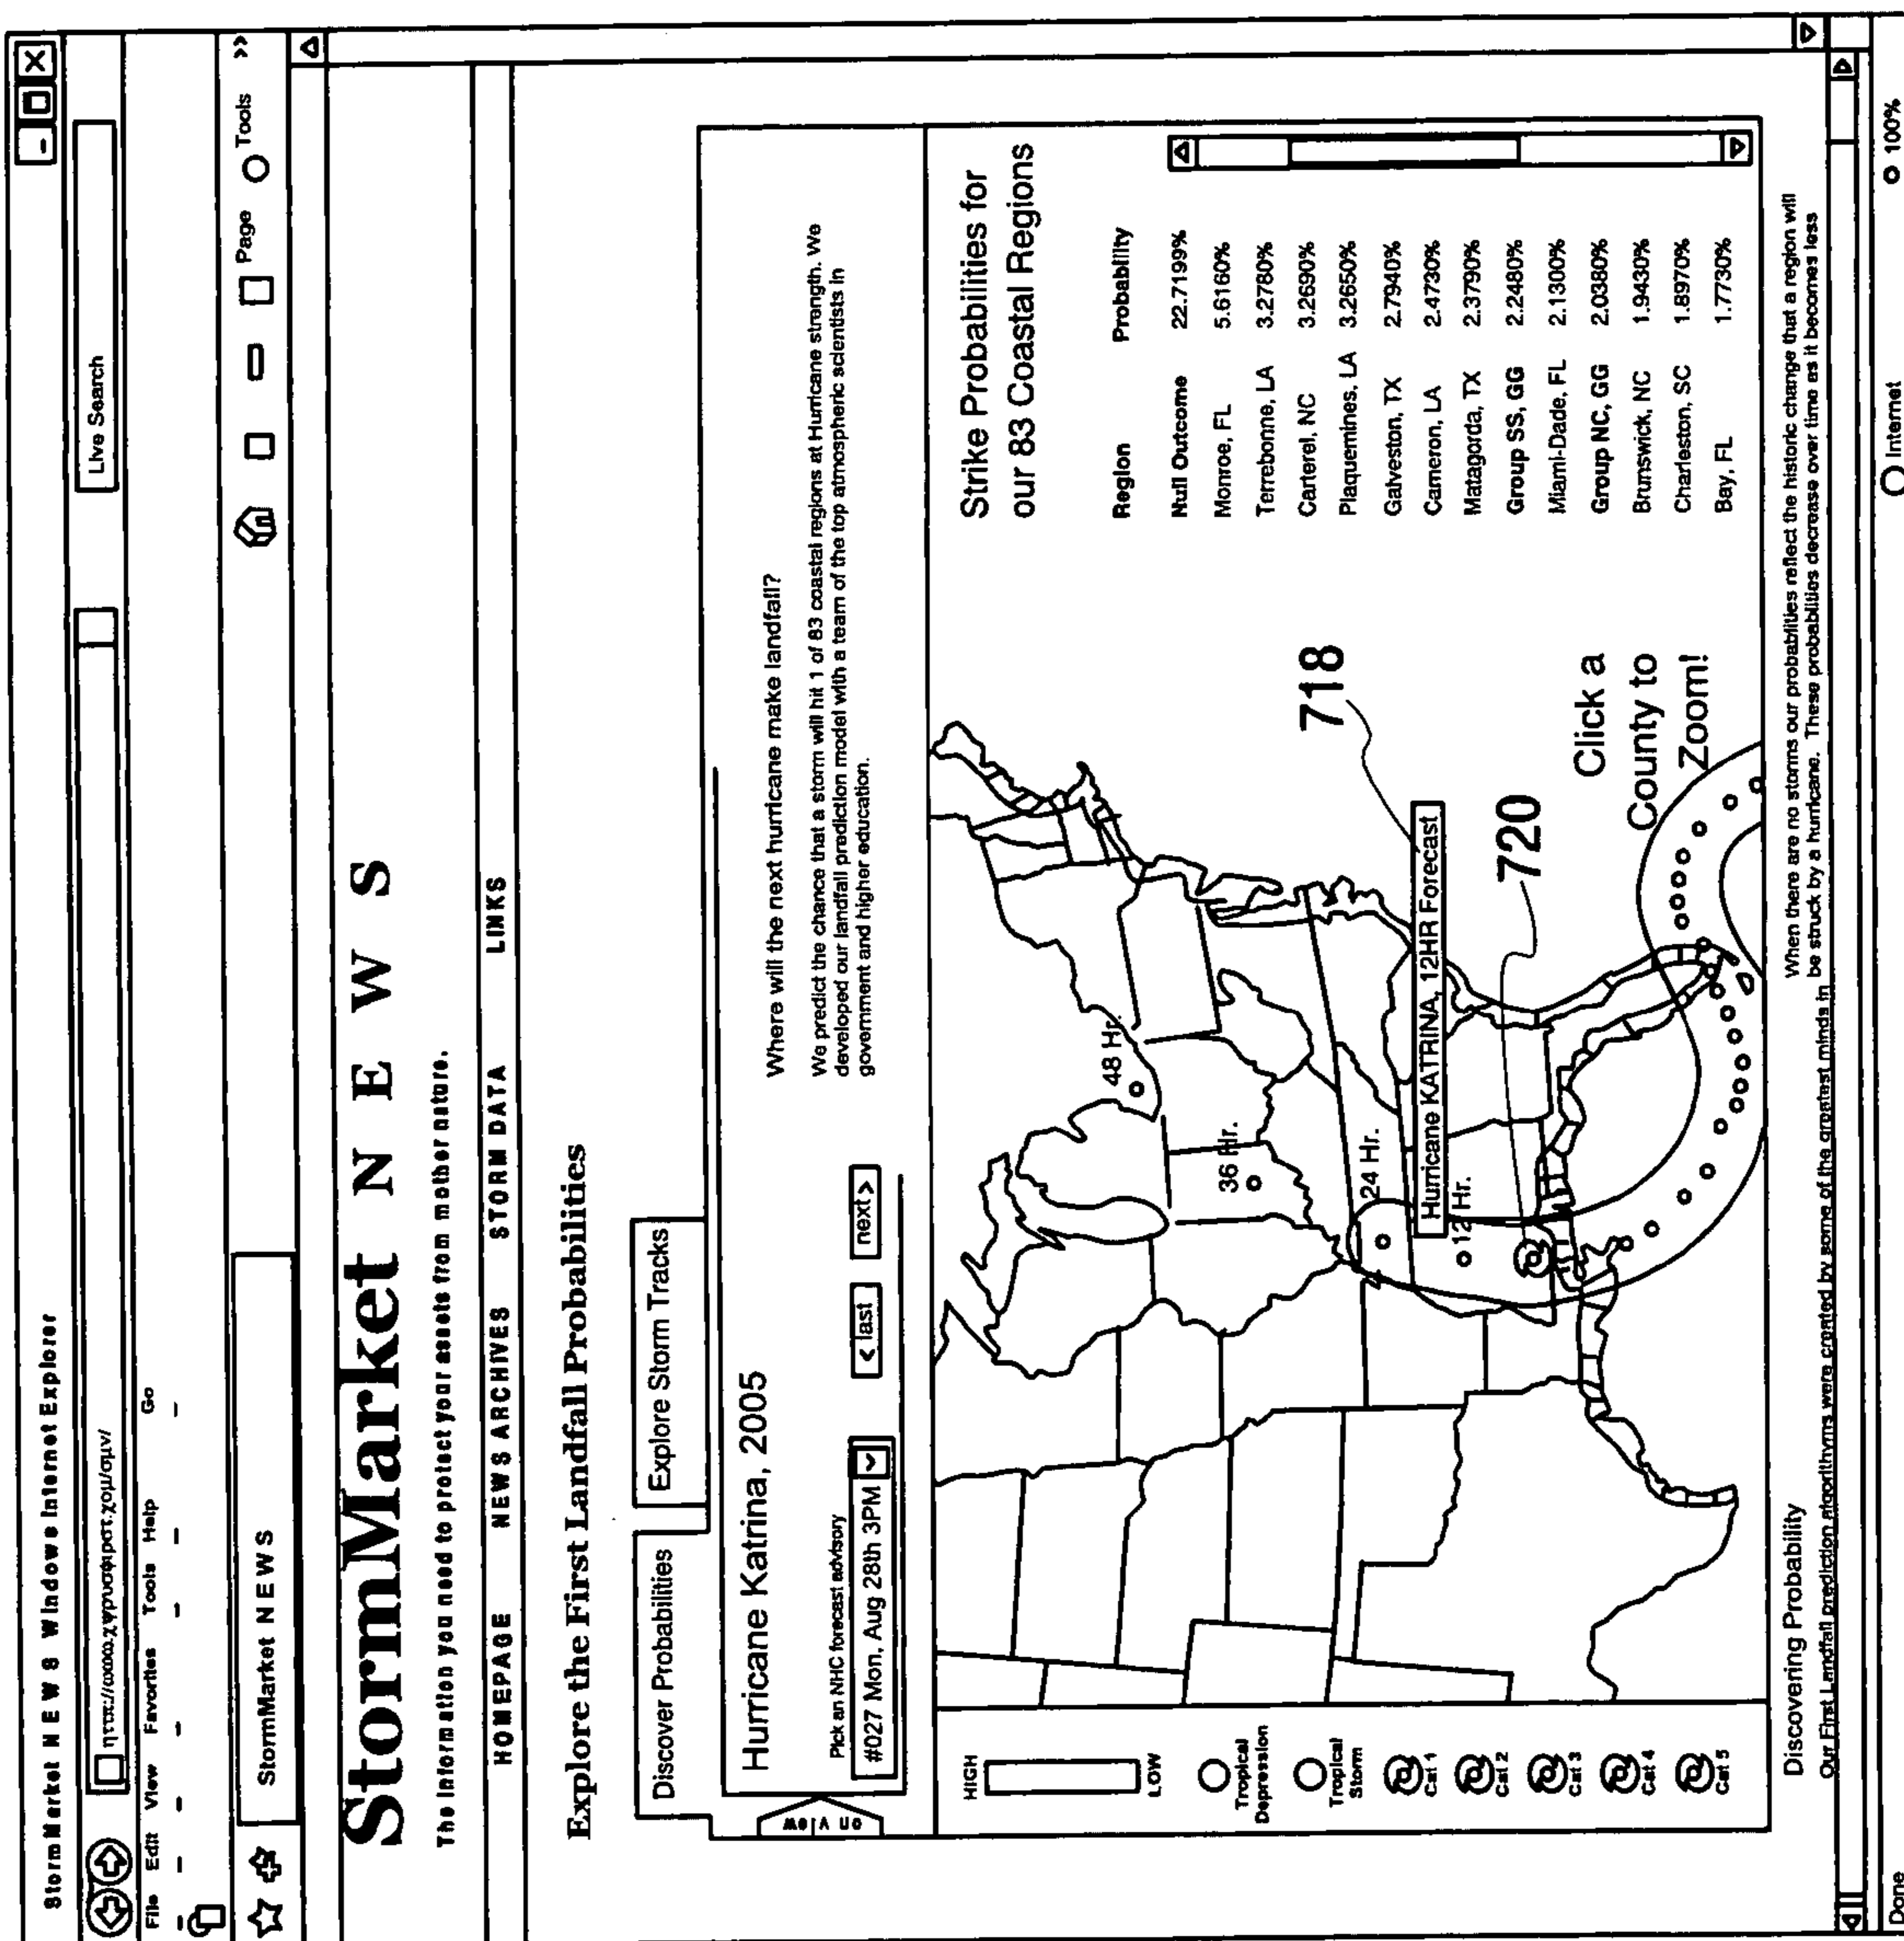 StormMarket N E W S Windows Internet Explorer
ηττπ://ωωω.χψρυσφιρστ.χομ/σμν/
Live Search
File Edit View Favorites Tools Help Go
StormMarket N E W S
Page Tools >>
StormMarket N E W S
The information you need to protect your assets from mother nature.
HOMEPAGE NEWS ARCHIVES STORM DATA LINKS
Explore the First Landfall Probabilities
Discover Probabilities Explore Storm Tracks
on view
Hurricane Katrina, 2005
Pick an NHC forecast advisory
#027 Mon, Aug 28th 3PM
< last next >
Where will the next hurricane make landfall?
We predict the chance that a storm will hit 1 of 83 coastal regions at Hurricane strength. We
developed our landfall prediction model with a team of the top atmospheric scientists in
government and higher education.
HIGH
LOW
Tropical
Depression
Tropical
Storm
Cat 1
Cat 2
Cat 3
Cat 4
Cat 5
48 Hr.
36 Hr.
24 Hr.
Hurricane KATRINA, 12HR Forecast
12 Hr.
718
720
Click a
County to
Zoom!
Strike Probabilities for
our 83 Coastal Regions
Region Probability
Null Outcome 22.7199%
Monroe, FL 5.6160%
Terrebonne, LA 3.2780%
Carterel, NC 3.2690%
Plaquemines, LA 3.2650%
Galveston, TX 2.7940%
Cameron, LA 2.4730%
Matagorda, TX 2.3790%
Group SS, GG 2.2480%
Miami-Dade, FL 2.1300%
Group NC, GG 2.0380%
Brunswick, NC 1.9430%
Charleston, SC 1.8970%
Bay, FL 1.7730%
Discovering Probability
Our First Landfall prediction algorithyms were created by some of the greatest minds in
When there are no storms our probablities reflect the historic change that a region will
be struck by a hurricane. These probablities decrease over time as it becomes less
Done Internet 100%